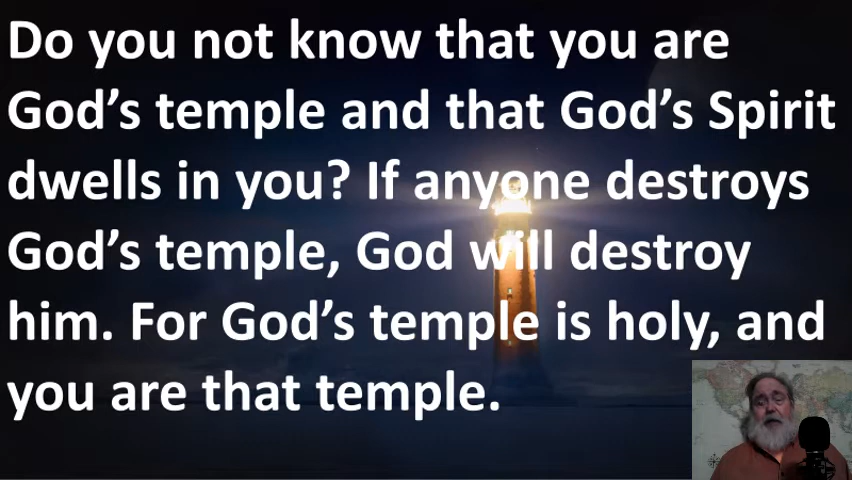 Do you not know that you are
God’s temple and that God’s Spirit
dwells in you? If anyone destroys
God’s temple, God will destroy
him. For God’s temple is holy, and
you are that temple.